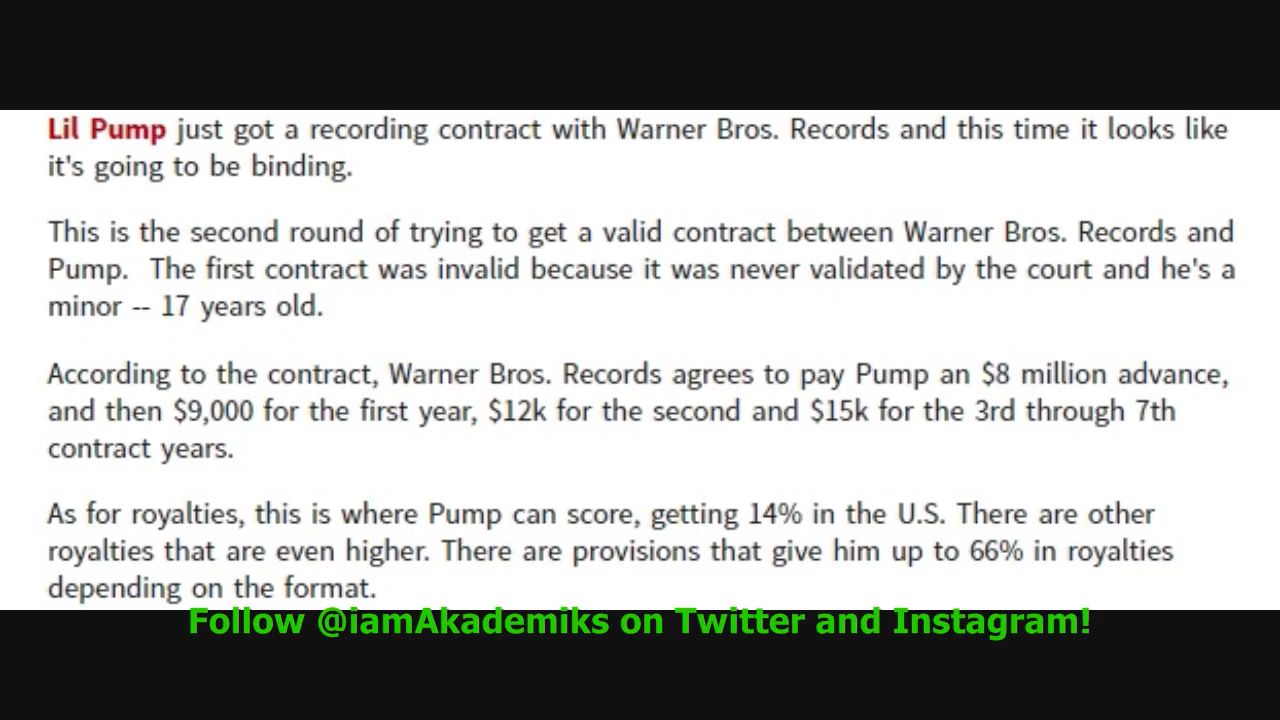 Lil Pump just got a recording contract with Warner Bros. Records and this time it looks like
it's going to be binding.
This is the second round of trying to get a valid contract between Warner Bros. Records and
Pump.  The first contract was invalid because it was never validated by the court and he's a
minor -- 17 years old.
According to the contract, Warner Bros. Records agrees to pay Pump an $8 million advance,
and then $9,000 for the first year, $12k for the second and $15k for the 3rd through 7th
contract years.
As for royalties, this is where Pump can score, getting 14% in the U.S. There are other
royalties that are even higher. There are provisions that give him up to 66% in royalties
depending on the format.
Follow @iamAkademiks on Twitter and Instagram!